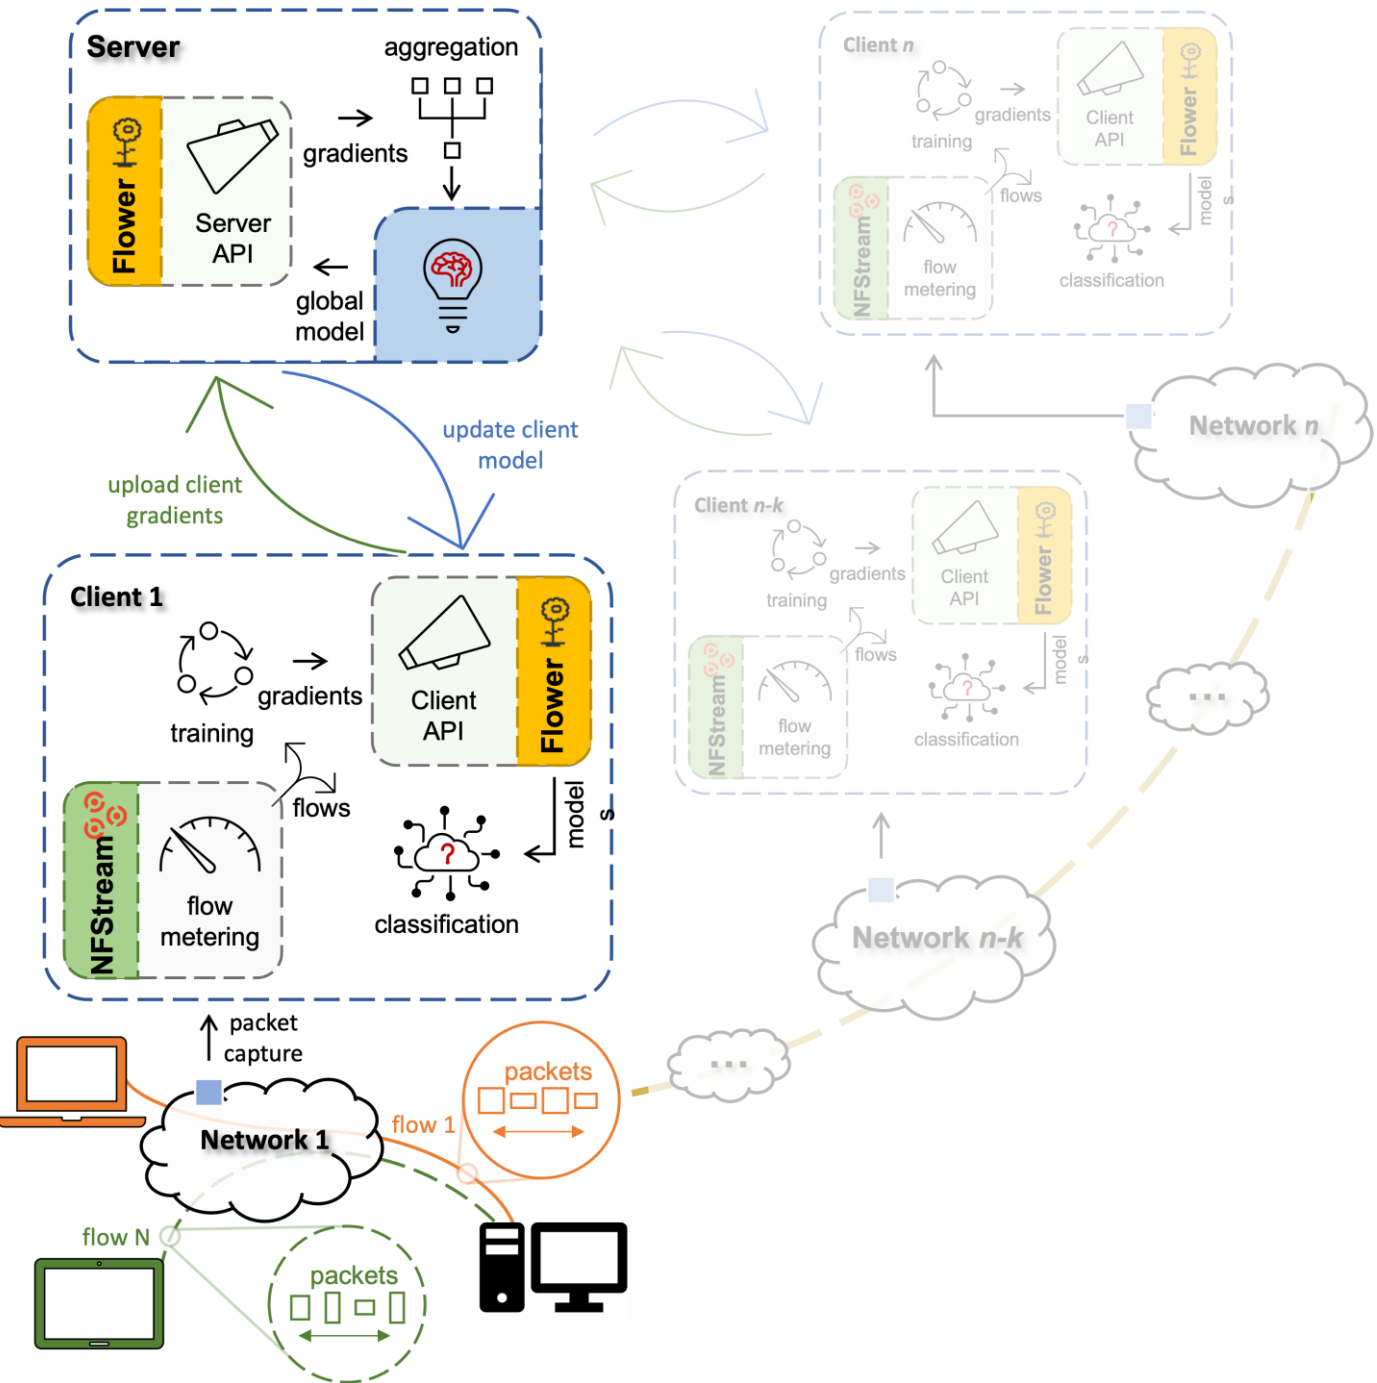 Server
aggregation
gradients
Flower
Server
API
global
model
update client
model
upload client
gradients
Client 1
training
gradients
Client
API
Flower
flows
model
s
NFStream
flow
metering
?
classification
packet
capture
Network 1
flow 1
packets
flow N
packets
Client n
training
gradients
Client
API
Flower
flows
model
s
NFStream
flow
metering
?
classification
Network n
Client n-k
training
gradients
Client
API
Flower
flows
model
s
NFStream
flow
metering
?
classification
...
Network n-k
...